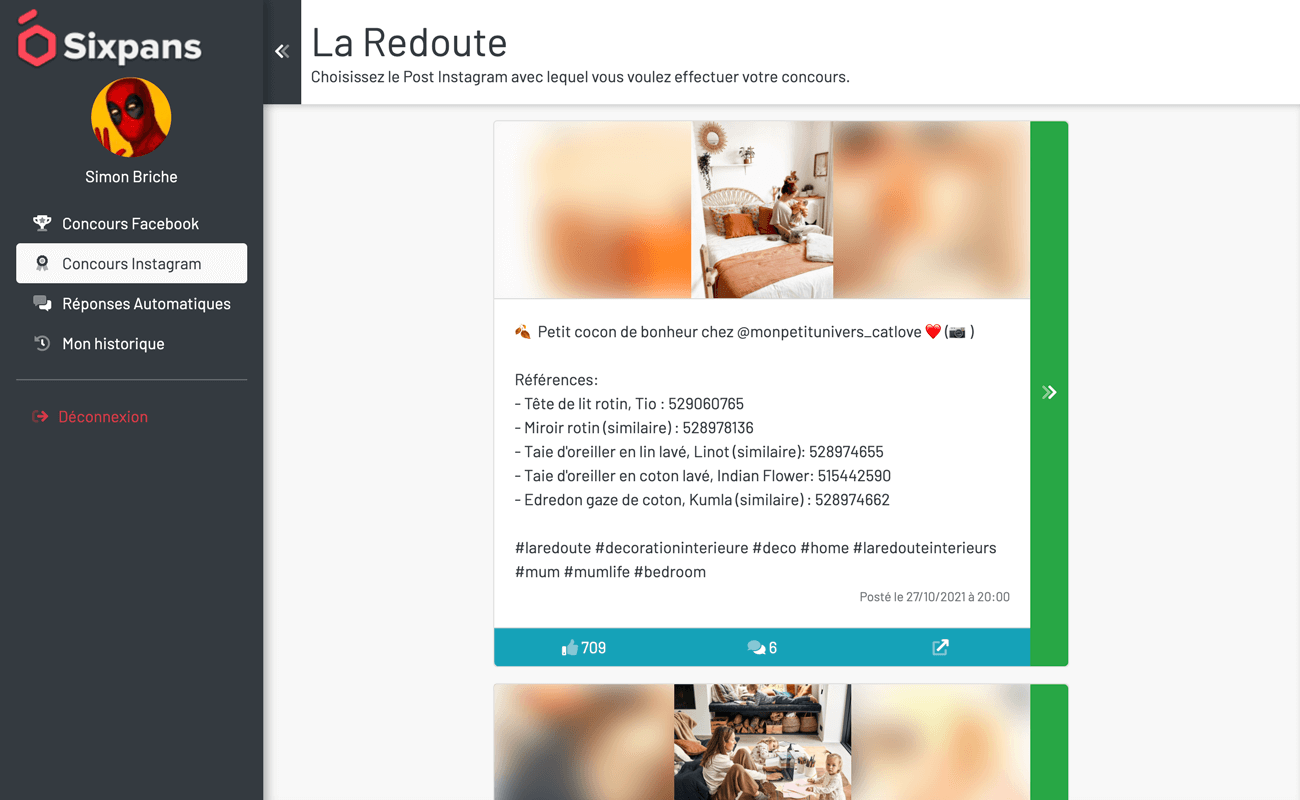 Sixpans
Simon Briche
Concours Facebook
Concours Instagram
Réponses Automatiques
Mon historique
Déconnexion
La Redoute
Choisissez le Post Instagram avec lequel vous voulez effectuer votre concours.
🍂 Petit cocon de bonheur chez @monpetitunivers_catlove ❤️ (📷 )
Références:
- Tête de lit rotin, Tio : 529060765
- Miroir rotin (similaire) : 528978136
- Taie d'oreiller en lin lavé, Linot (similaire): 528974655
- Taie d'oreiller en coton lavé, Indian Flower: 515442590
- Edredon gaze de coton, Kumla (similaire) : 528974662
#laredoute #decorationinterieure #deco #home #laredouteinterieurs
#mum #mumlife #bedroom
Posté le 27/10/2021 à 20:00
709 6